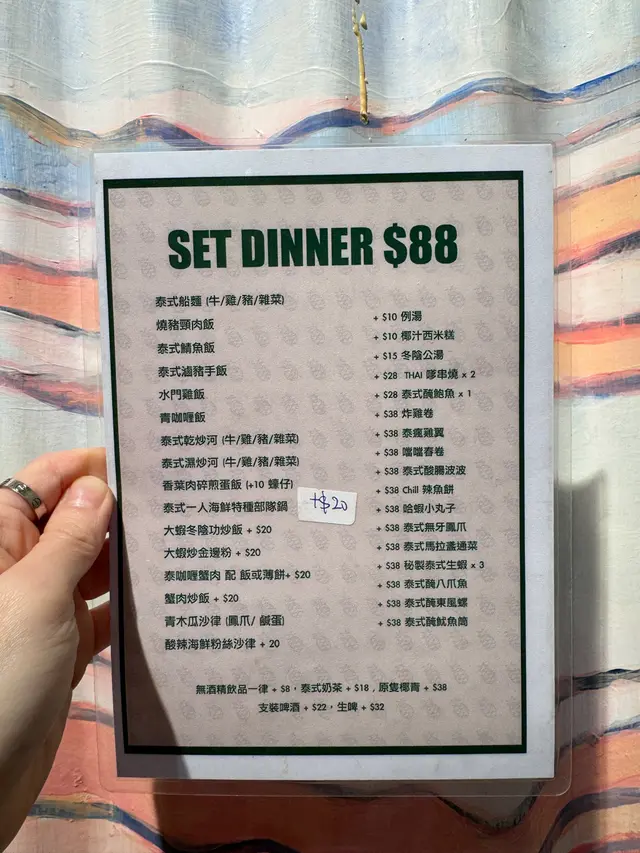 SET DINNER $88
泰式船麵 (牛/雞/豬/雜菜)
燒豬頸肉飯
泰式鯖魚飯
泰式滷豬手飯
水門雞飯
青咖喱飯
泰式乾炒河 (牛/雞/豬/雜菜)
泰式濕炒河 (牛/雞/豬/雜菜)
香葉肉碎煎蛋飯 (+10 蠔仔)
泰式一人海鮮特種部隊鍋 +$20
大蝦冬陰功炒飯 + $20
大蝦炒金邊粉 + $20
泰咖喱蟹肉 配 飯或薄餅+ $20
蟹肉炒飯 + $20
青木瓜沙律 (鳳爪/ 鹹蛋)
酸辣海鮮粉絲沙律 + 20
+ $10 例湯
+ $10 椰汁西米糕
+ $15 冬陰公湯
+ $28 THAI 嗲串燒 x 2
+ $28 泰式醃鮑魚 x 1
+ $38 炸雞卷
+ $38 泰瘋雞翼
+ $38 噹噹春卷
+ $38 泰式酸腸波波
+ $38 Chill 辣魚餅
+ $38 哈蝦小丸子
+ $38 泰式無牙鳳爪
+ $38 泰式馬拉盞通菜
+ $38 秘製泰式生蝦 x 3
+ $38 泰式醃八爪魚
+ $38 泰式醃東風螺
+ $38 泰式醃魷魚筒
無酒精飲品一律 + $8，泰式奶茶 + $18 , 原隻椰青 + $38
支裝啤酒 + $22，生啤 + $32